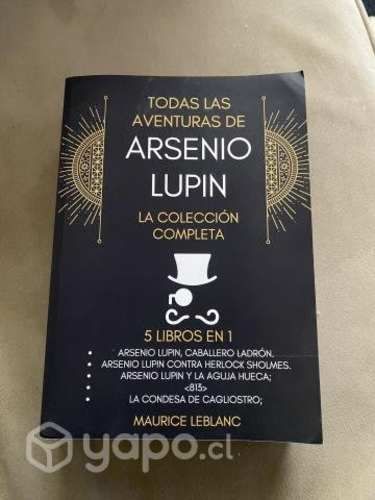 TODAS LAS
AVENTURAS DE
ARSENIO
LUPIN
LA COLECCIÓN
COMPLETA
5 LIBROS EN 1
• ARSENIO LUPIN, CABALLERO LADRÓN.
• ARSENIO LUPIN CONTRA HERLOCK SHOLMES.
• ARSENIO LUPIN Y LA AGUJA HUECA;
• <813>
• LA CONDESA DE CAGLIOSTRO;
MAURICE LEBLANC
yapo.cl